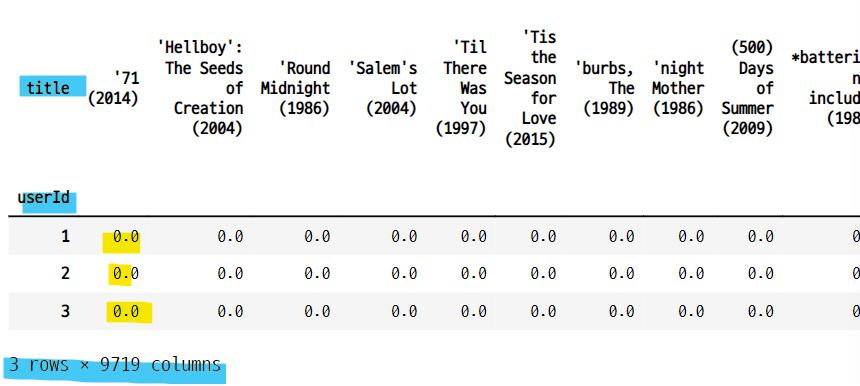 title
'71
(2014)
'Hellboy':
The Seeds
of
Creation
(2004)
'Round
Midnight
(1986)
'Salem's
Lot
(2004)
'Til
There
Was
You
(1997)
'Tis
the
Season
for
Love
(2015)
'burbs,
The
(1989)
'night
Mother
(1986)
(500)
Days
of
Summer
(2009)
*batteri
n
includ
(198
userId
1 0.0 0.0 0.0 0.0 0.0 0.0 0.0 0.0 0.0
2 0.0 0.0 0.0 0.0 0.0 0.0 0.0 0.0 0.0
3 0.0 0.0 0.0 0.0 0.0 0.0 0.0 0.0 0.0
3 rows × 9719 columns